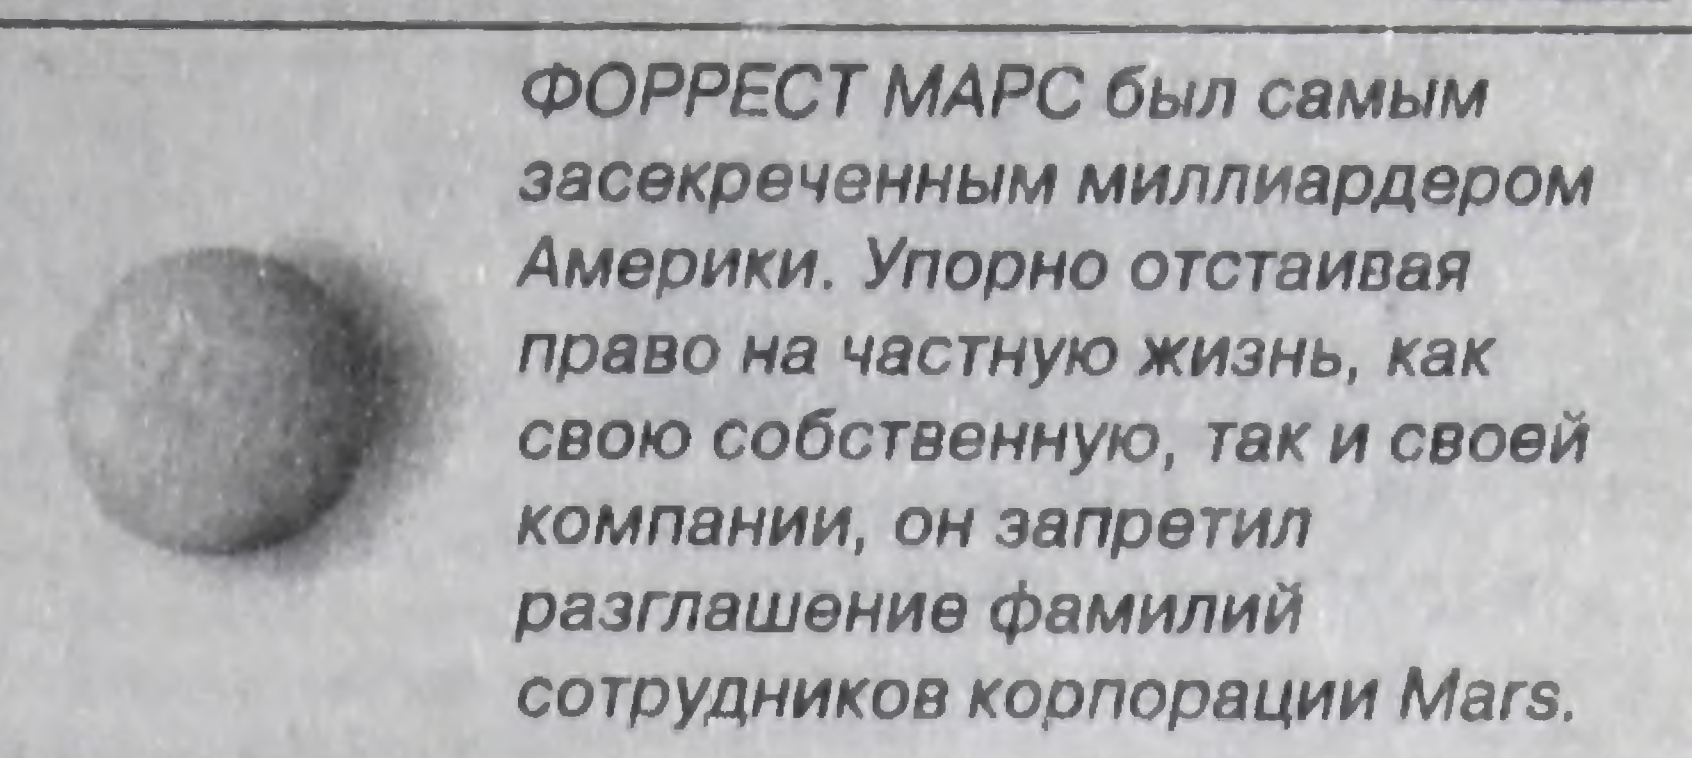 ФОРРЕСТ МАРС был самым
засекреченным миллиардером
Америки. Упорно отстаивая
право на частную жизнь, как
свою собственную, так и своей
компании, он запретил
разглашение фамилий
сотрудников корпорации Mars.